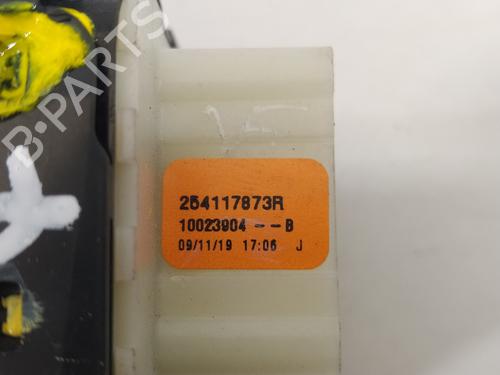 B-PARTS
254117873R
10023904 -- B
09/11/19 17:06 J